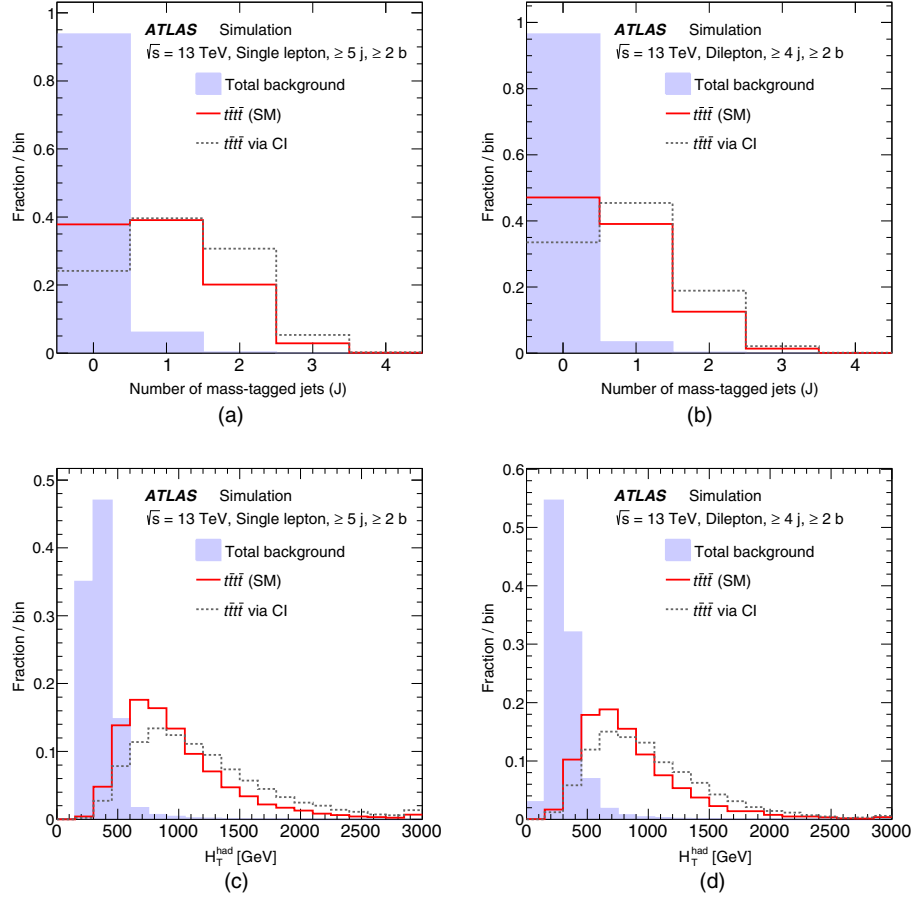 ATLAS Simulation
√s = 13 TeV, Single lepton, ≥ 5 j, ≥ 2 b
Total background
tt̄tt̄ (SM)
tt̄tt̄ via CI
Fraction / bin
1
0.8
0.6
0.4
0.2
0
0 1 2 3 4
Number of mass-tagged jets (J)
(a)
ATLAS Simulation
√s = 13 TeV, Dilepton, ≥ 4 j, ≥ 2 b
Total background
tt̄tt̄ (SM)
tt̄tt̄ via CI
Fraction / bin
1
0.8
0.6
0.4
0.2
0
0 1 2 3 4
Number of mass-tagged jets (J)
(b)
ATLAS Simulation
√s = 13 TeV, Single lepton, ≥ 5 j, ≥ 2 b
Total background
tt̄tt̄ (SM)
tt̄tt̄ via CI
Fraction / bin
0.5
0.4
0.3
0.2
0.1
0
0 500 1000 1500 2000 2500 3000
H_T^had [GeV]
(c)
ATLAS Simulation
√s = 13 TeV, Dilepton, ≥ 4 j, ≥ 2 b
Total background
tt̄tt̄ (SM)
tt̄tt̄ via CI
Fraction / bin
0.6
0.5
0.4
0.3
0.2
0.1
0
0 500 1000 1500 2000 2500 3000
H_T^had [GeV]
(d)